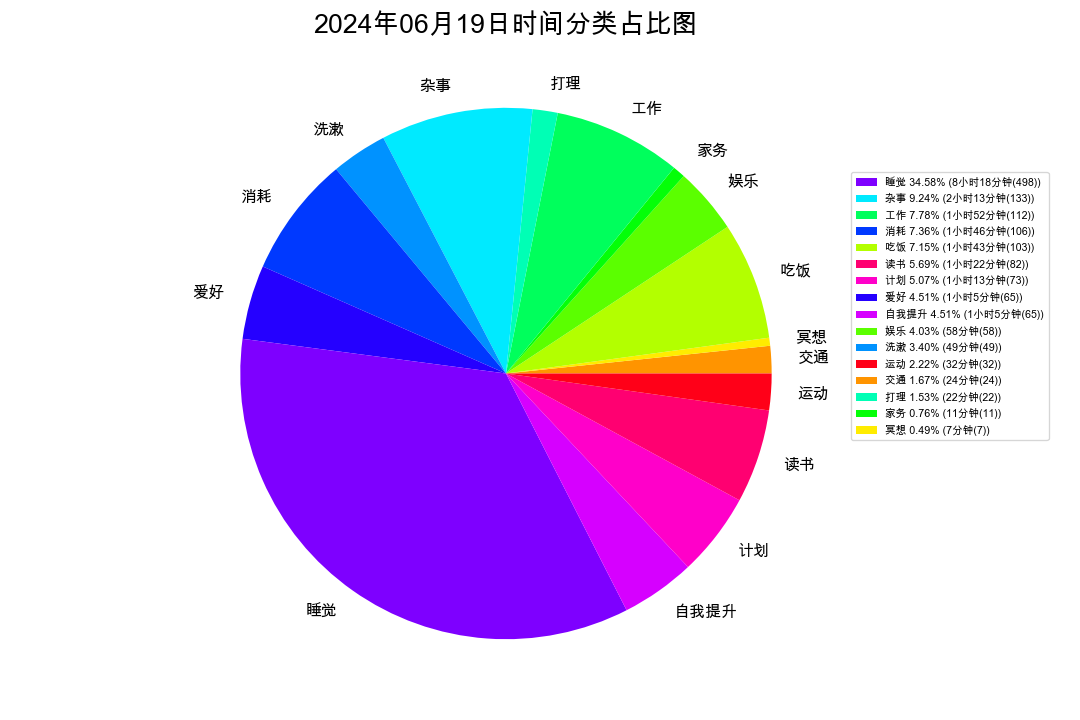 2024年06月19日时间分类占比图
打理
杂事
工作
洗漱
家务
娱乐
消耗
吃饭
爱好
冥想
交通
运动
读书
计划
睡觉
自我提升
睡觉 34.58% (8小时18分钟(498))
杂事 9.24% (2小时13分钟(133))
工作 7.78% (1小时52分钟(112))
消耗 7.36% (1小时46分钟(106))
吃饭 7.15% (1小时43分钟(103))
读书 5.69% (1小时22分钟(82))
计划 5.07% (1小时13分钟(73))
爱好 4.51% (1小时5分钟(65))
自我提升 4.51% (1小时5分钟(65))
娱乐 4.03% (58分钟(58))
洗漱 3.40% (49分钟(49))
运动 2.22% (32分钟(32))
交通 1.67% (24分钟(24))
打理 1.53% (22分钟(22))
家务 0.76% (11分钟(11))
冥想 0.49% (7分钟(7))